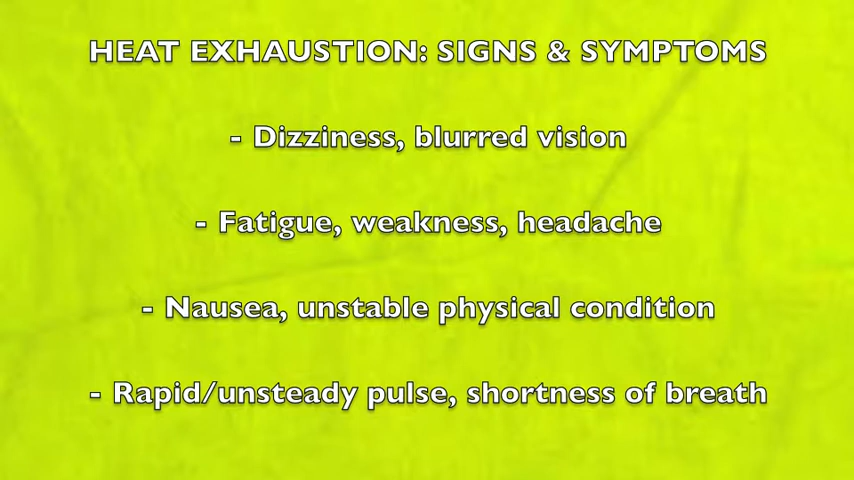 HEAT EXHAUSTION: SIGNS & SYMPTOMS
- Dizziness, blurred vision
- Fatigue, weakness, headache
- Nausea, unstable physical condition
- Rapid/unsteady pulse, shortness of breath